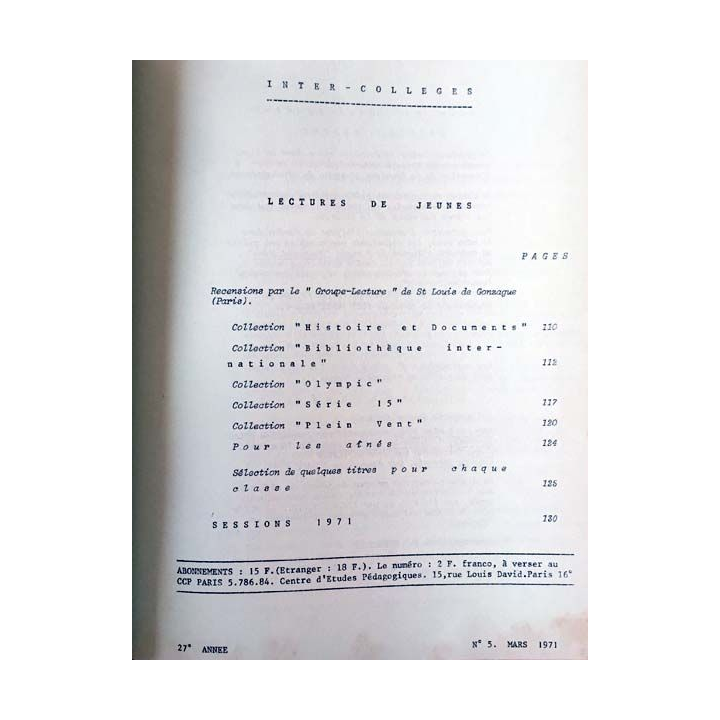 INTER-COLLEGES
LECTURES DE JEUNES
PAGES
Recensions par le " Groupe-Lecture " de St Louis de Gonzague
(Paris).
Collection "Histoire et Documents" 110
Collection "Bibliothèque inter-
nationale" 112
Collection "Olympic"
Collection "Série 15" 117
Collection "Plein Vent" 120
Pour les aînés 124
Sélection de quelques titres pour chaque
classe 125
SESSIONS 1971 130
ABONNEMENTS : 15 F.(Etranger : 18 F.). Le numéro : 2 F. franco, à verser au
CCP PARIS 5.786.84. Centre d'Etudes Pédagogiques. 15,rue Louis David.Paris 16°
27° ANNEE N° 5. MARS 1971